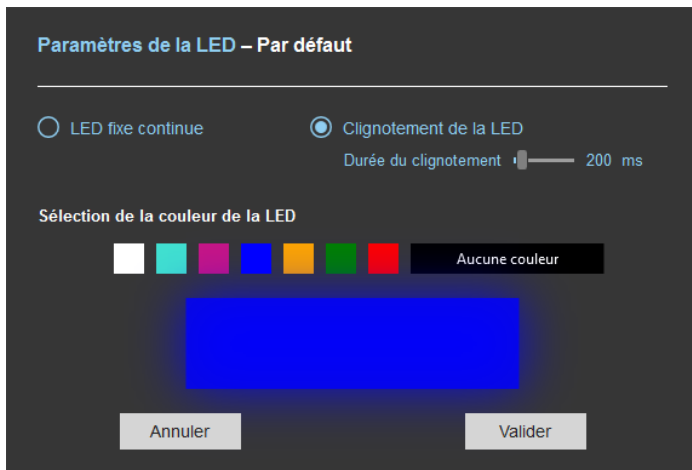 Paramètres de la LED – Par défaut
LED fixe continue
Clignotement de la LED
Durée du clignotement 200 ms
Sélection de la couleur de la LED
Aucune couleur
Annuler
Valider